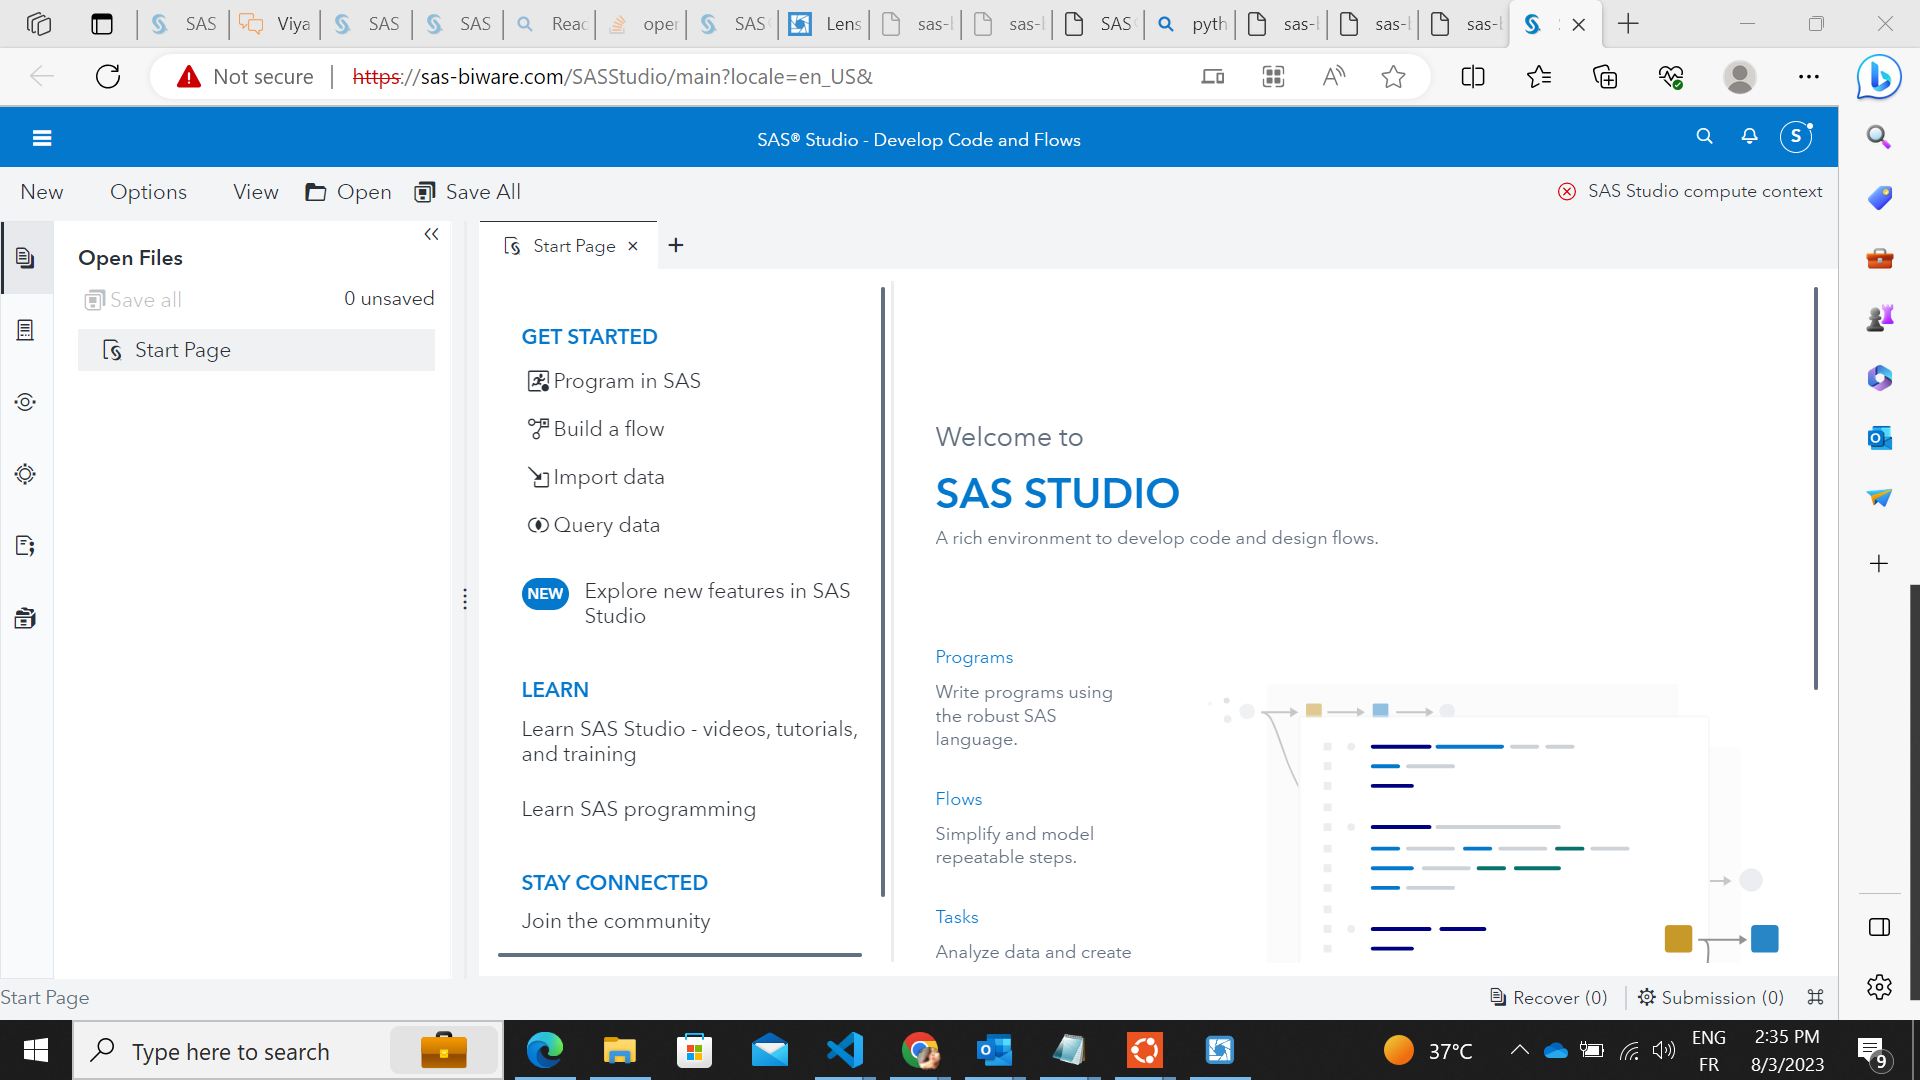 SAS
Viya
SAS
SAS
Reac
oper
SAS
Lens
sas-b
sas-b
SAS
pyth
sas-b
sas-b
sas-b
Not secure
https://sas-biware.com/SASStudio/main?locale=en_US&
SAS® Studio - Develop Code and Flows
S
New
Options
View
Open
Save All
SAS Studio compute context
Open Files
Save all
0 unsaved
Start Page
Start Page
GET STARTED
Program in SAS
Build a flow
Import data
Query data
NEW
Explore new features in SAS
Studio
LEARN
Learn SAS Studio - videos, tutorials,
and training
Learn SAS programming
STAY CONNECTED
Join the community
Welcome to
SAS STUDIO
A rich environment to develop code and design flows.
Programs
Write programs using
the robust SAS
language.
Flows
Simplify and model
repeatable steps.
Tasks
Analyze data and create
Start Page
Recover (0)
Submission (0)
Type here to search
37°C
ENG
FR
2:35 PM
8/3/2023
9